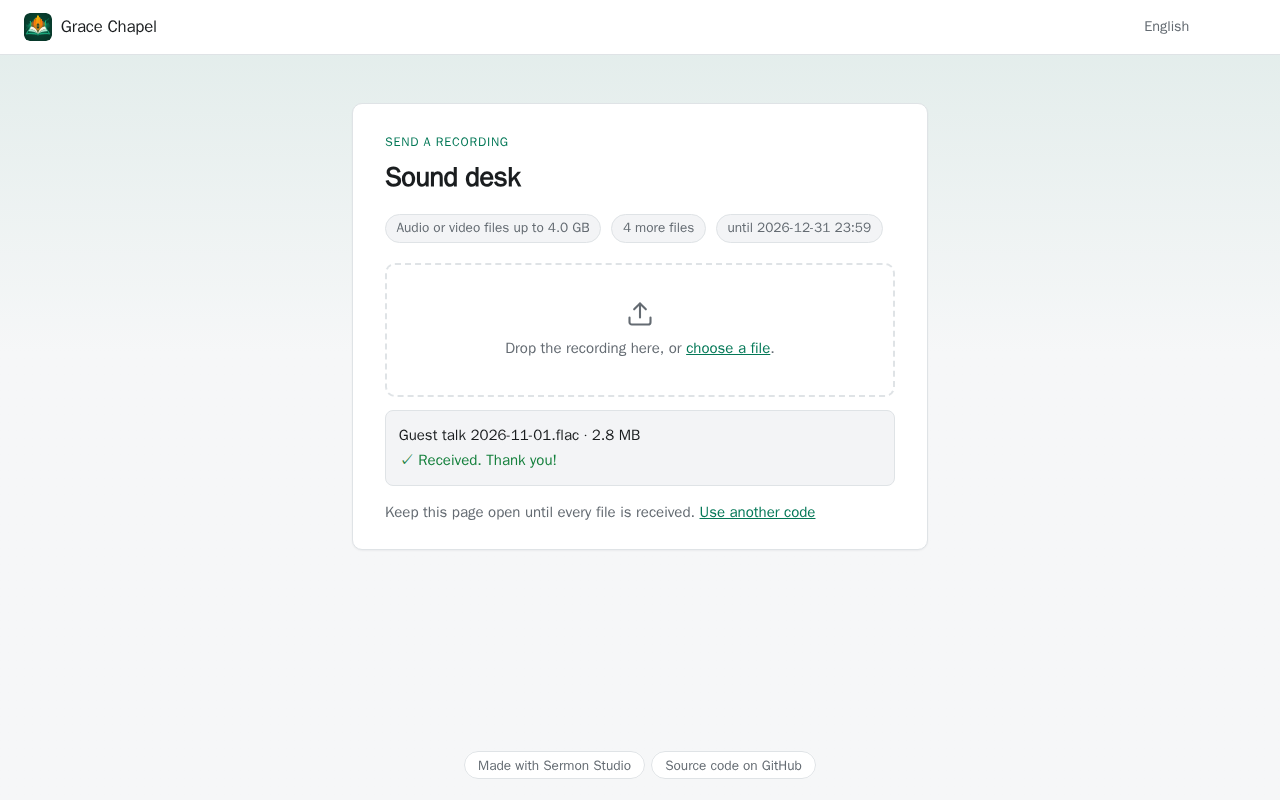 Grace Chapel
English
SEND A RECORDING
Sound desk
Audio or video files up to 4.0 GB
4 more files
until 2026-12-31 23:59
Drop the recording here, or choose a file.
Guest talk 2026-11-01.flac · 2.8 MB
✓ Received. Thank you!
Keep this page open until every file is received. Use another code
Made with Sermon Studio
Source code on GitHub